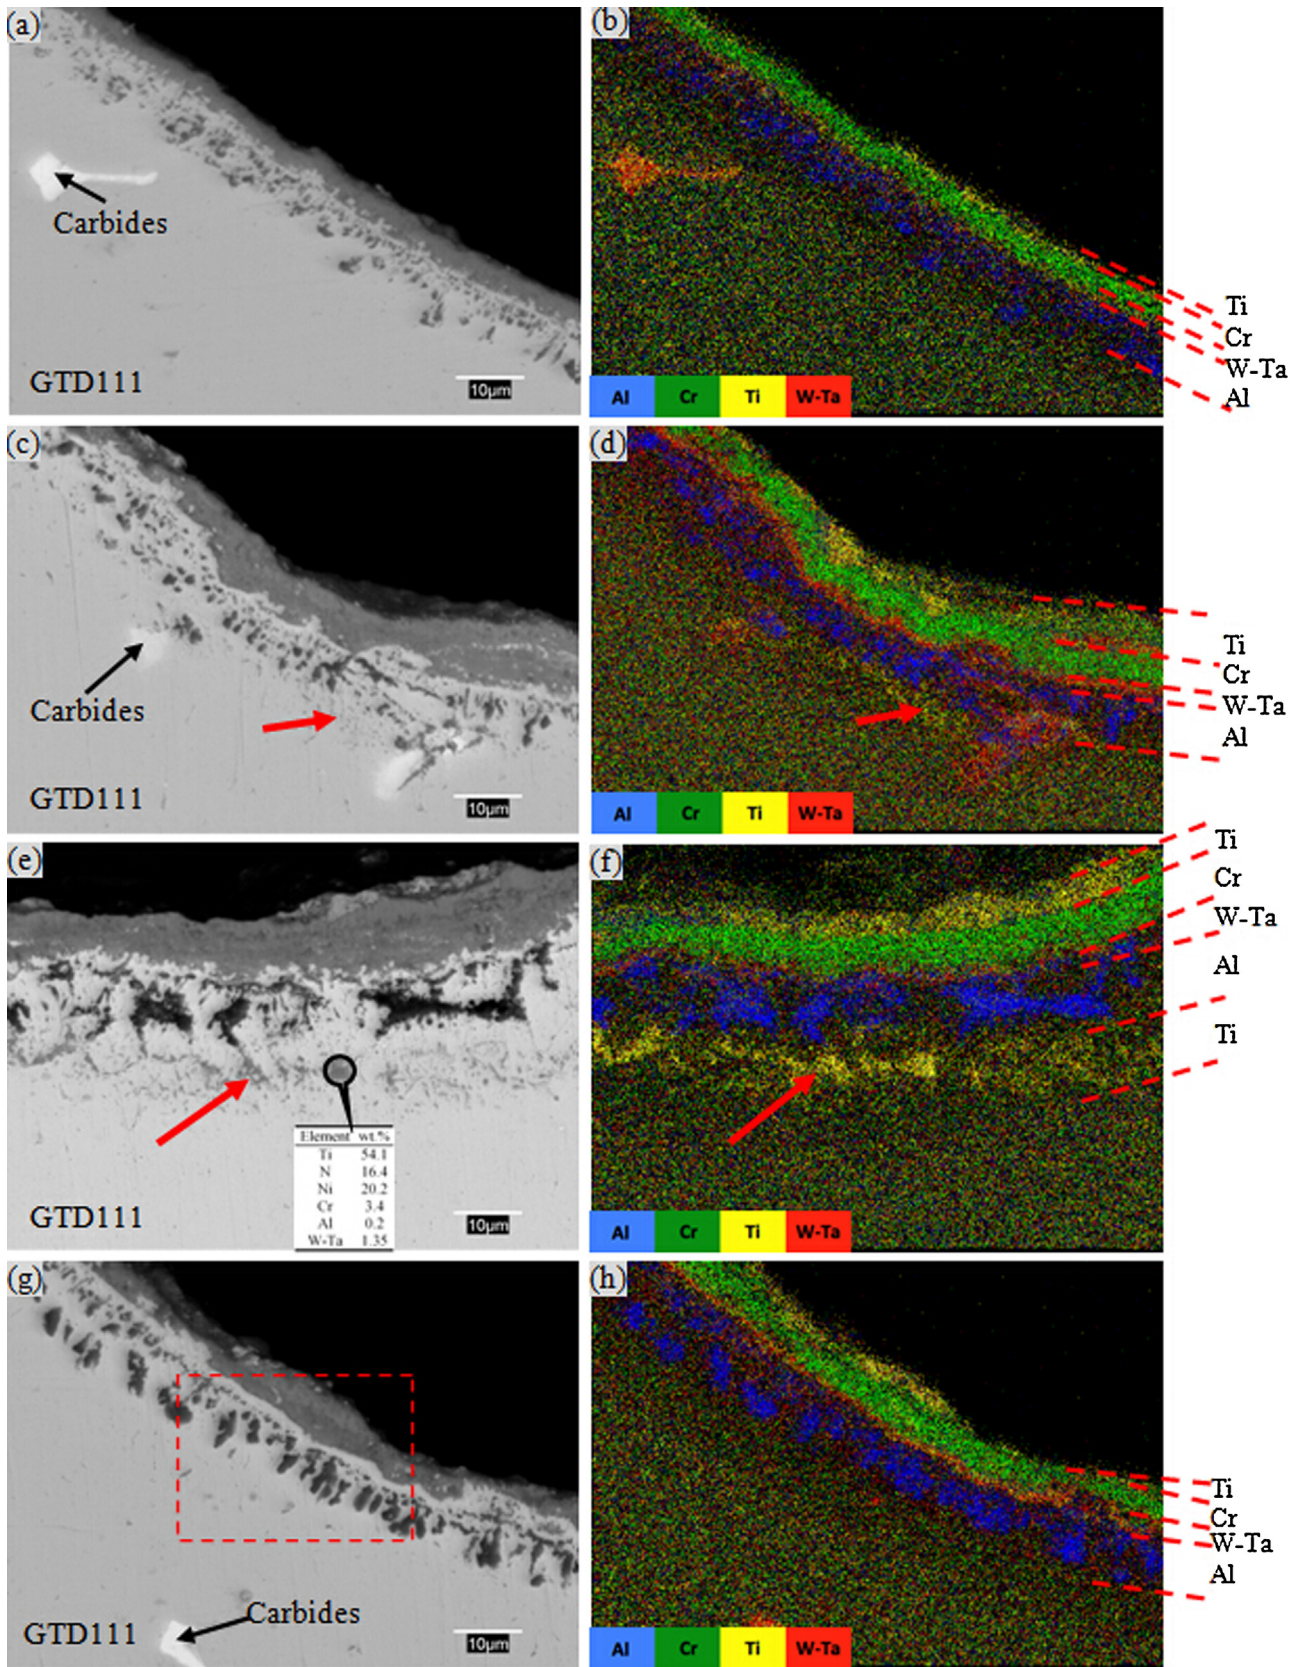 (a)
Carbides
GTD111
10µm
(b)
Ti
Cr
W-Ta
Al
Al Cr Ti W-Ta
(c)
Carbides
GTD111
10µm
(d)
Ti
Cr
W-Ta
Al
Al Cr Ti W-Ta
(e)
Element wt.%
Ti 54.1
N 16.4
Ni 20.2
Cr 3.4
Al 0.2
W-Ta 1.35
GTD111
10µm
(f)
Ti
Cr
W-Ta
Al
Ti
Al Cr Ti W-Ta
(g)
Carbides
GTD111
10µm
(h)
Ti
Cr
W-Ta
Al
Al Cr Ti W-Ta